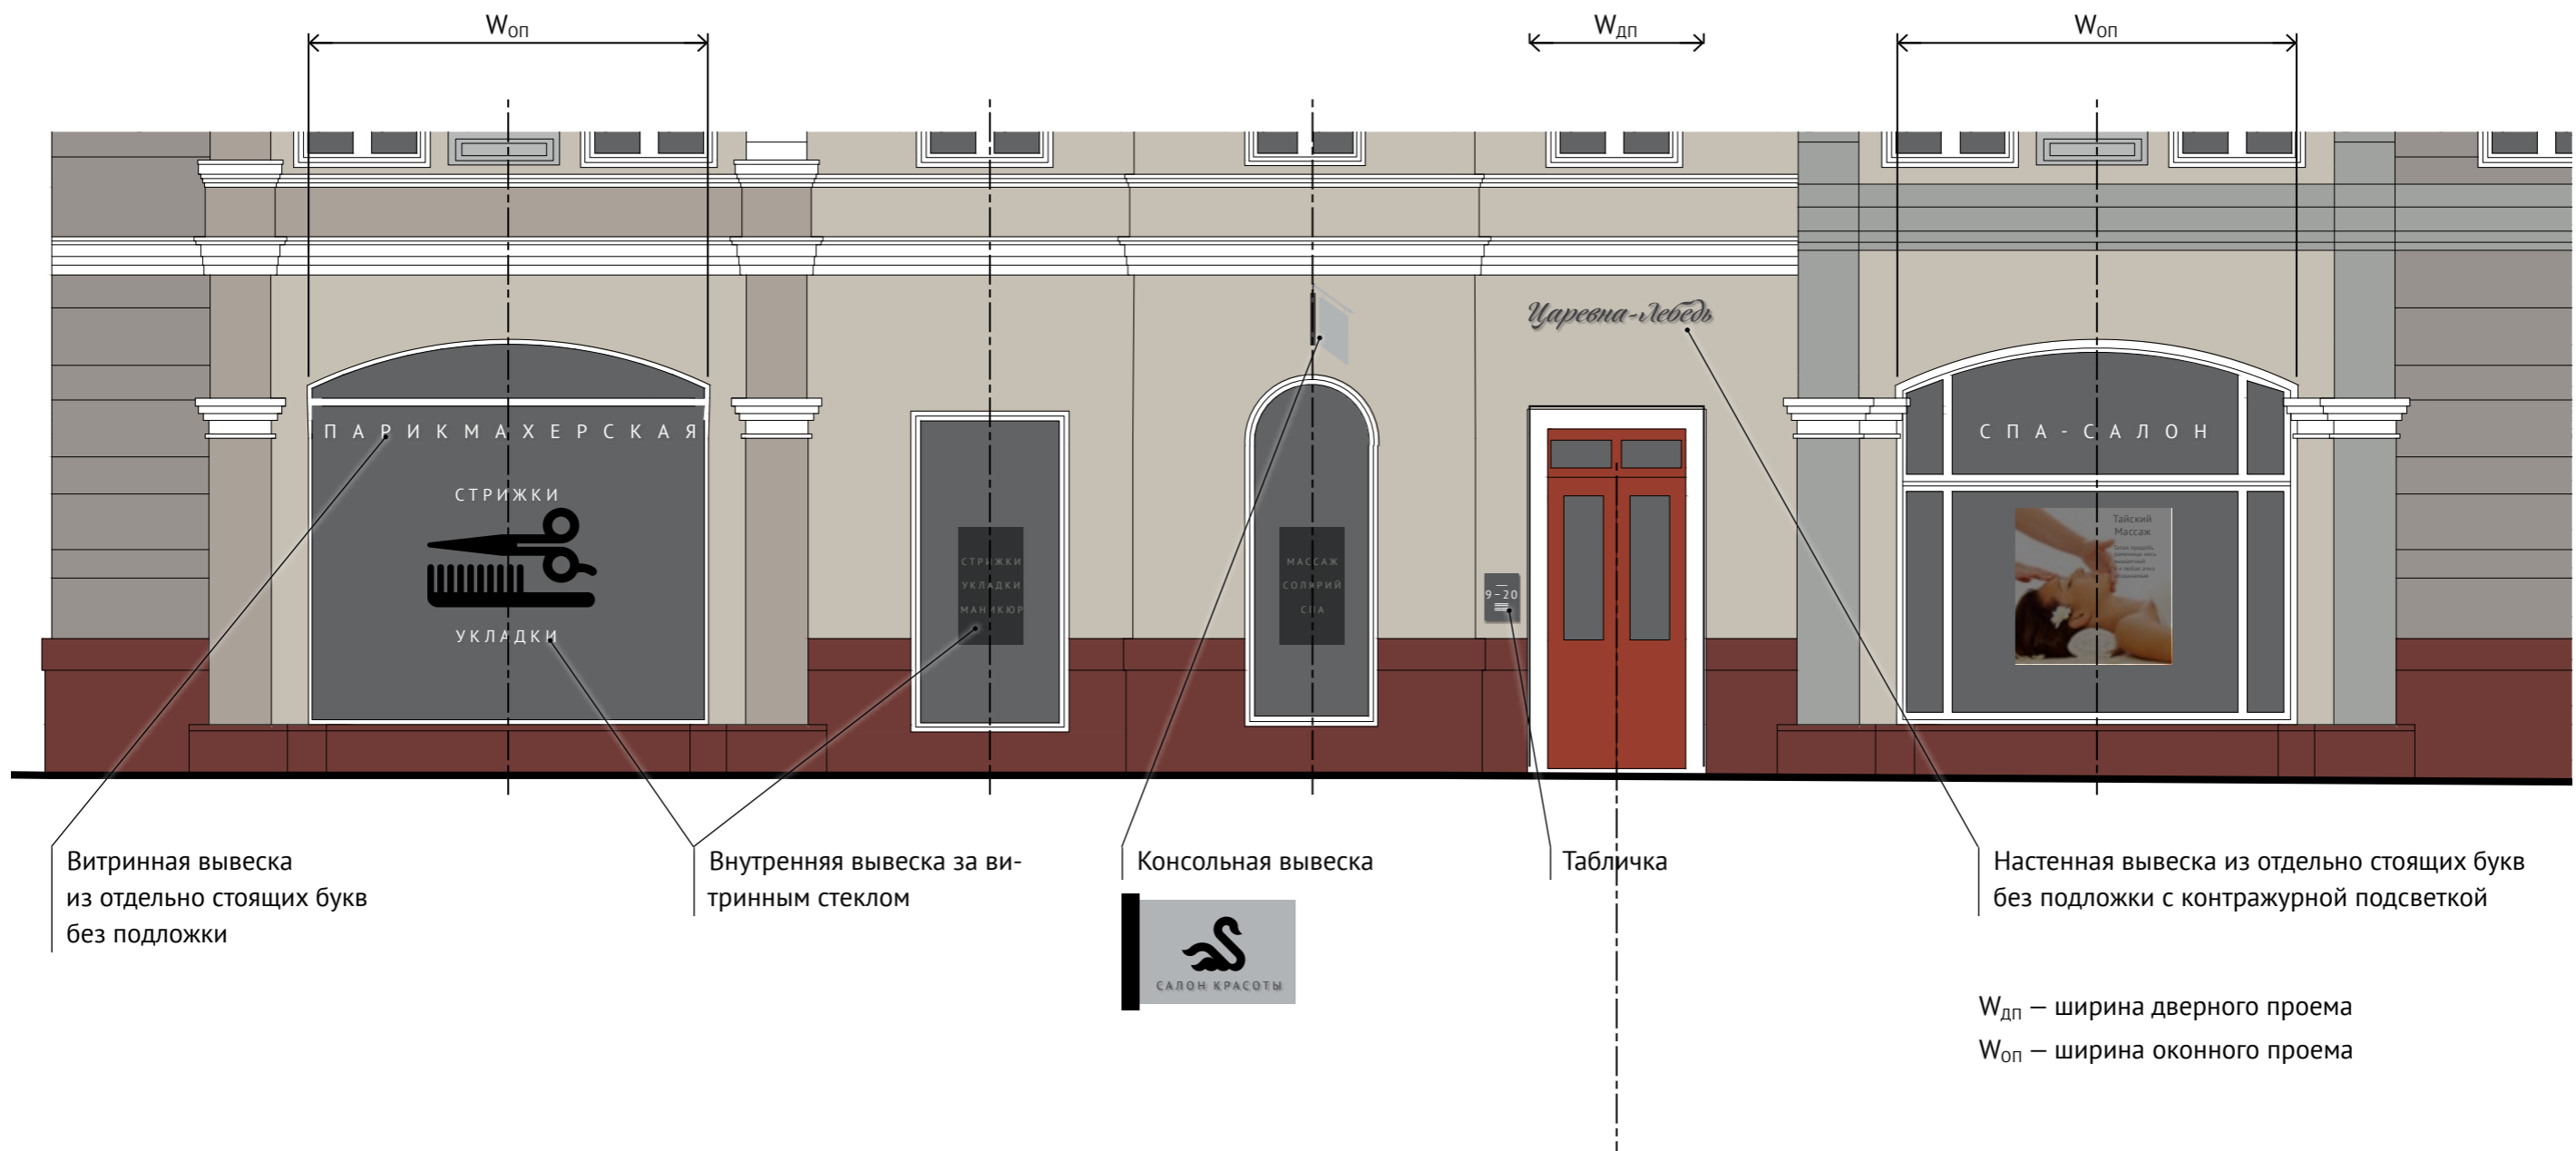 Wоп
Wдп
Wоп
Царевна-Лебедь
ПАРИКМАХЕРСКАЯ
СПА-САЛОН
СТРИЖКИ
УКЛАДКИ
СТРИЖКИ
УКЛАДКИ
МАНИКЮР
МАССАЖ
СОЛЯРИЙ
СПА
9–20
Тайский
Массаж
Витринная вывеска
из отдельно стоящих букв
без подложки
Внутренняя вывеска за ви-
тринным стеклом
Консольная вывеска
САЛОН КРАСОТЫ
Табличка
Настенная вывеска из отдельно стоящих букв
без подложки с контражурной подсветкой
Wдп — ширина дверного проема
Wоп — ширина оконного проема